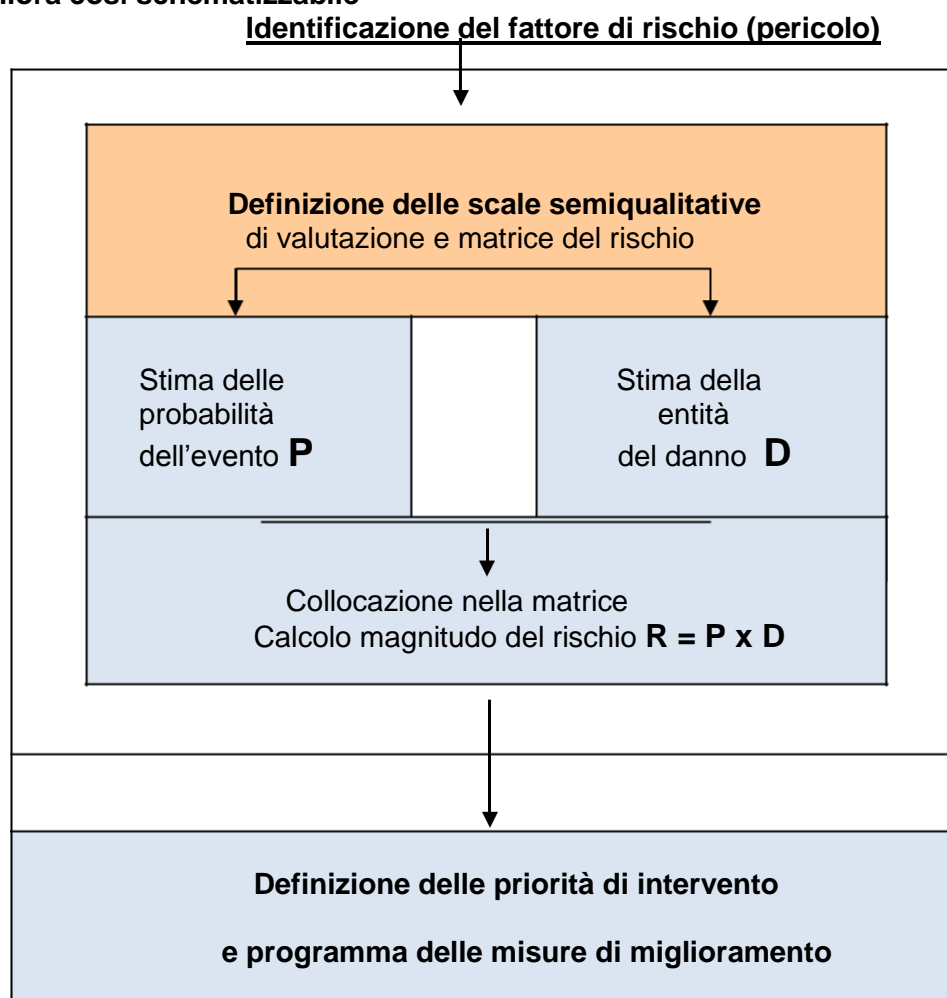 così schematizzabile
Identificazione del fattore di rischio (pericolo)
Definizione delle scale semiqualitative
di valutazione e matrice del rischio
Stima delle
probabilità
dell’evento P
Stima della
entità
del danno D
Collocazione nella matrice
Calcolo magnitudo del rischio R = P x D
Definizione delle priorità di intervento
e programma delle misure di miglioramento